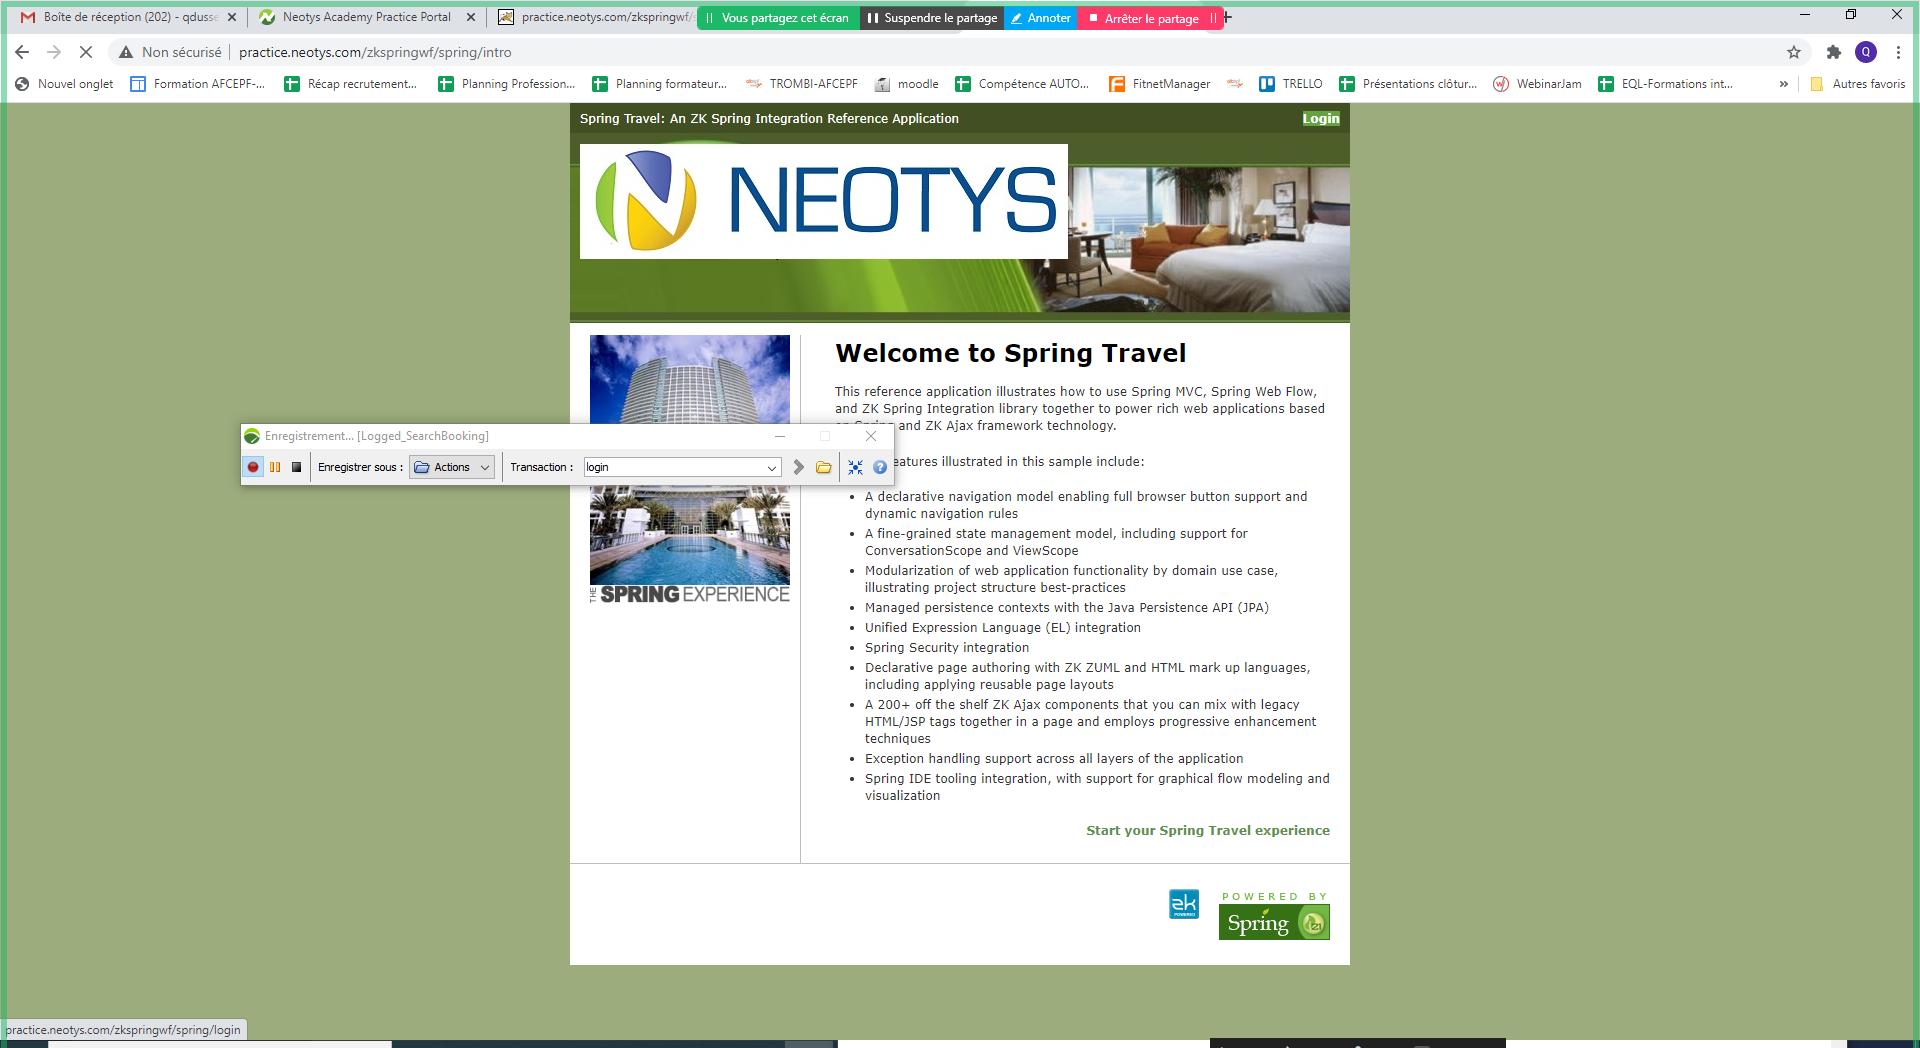 Boîte de réception (202) - qdusse
Neotys Academy Practice Portal
practice.neotys.com/zkspringwf/s
Vous partagez cet écran
Suspendre le partage
Annoter
Arrêter le partage
Non sécurisé
practice.neotys.com/zkspringwf/spring/intro
Q
Nouvel onglet
Formation AFCEPF-...
Récap recrutement...
Planning Profession...
Planning formateur...
TROMBI-AFCEPF
moodle
Compétence AUTO...
FitnetManager
TRELLO
Présentations clôtur...
WebinarJam
EQL-Formations int...
»
Autres favoris
Spring Travel: An ZK Spring Integration Reference Application
Login
NEOTYS
Welcome to Spring Travel
This reference application illustrates how to use Spring MVC, Spring Web Flow,
and ZK Spring Integration library together to power rich web applications based
and ZK Ajax framework technology.
Enregistrement... [Logged_SearchBooking]
Enregistrer sous :
Actions
Transaction :
login
eatures illustrated in this sample include:
• A declarative navigation model enabling full browser button support and
dynamic navigation rules
• A fine-grained state management model, including support for
ConversationScope and ViewScope
• Modularization of web application functionality by domain use case,
illustrating project structure best-practices
• Managed persistence contexts with the Java Persistence API (JPA)
• Unified Expression Language (EL) integration
• Spring Security integration
• Declarative page authoring with ZK ZUML and HTML mark up languages,
including applying reusable page layouts
• A 200+ off the shelf ZK Ajax components that you can mix with legacy
HTML/JSP tags together in a page and employs progressive enhancement
techniques
• Exception handling support across all layers of the application
• Spring IDE tooling integration, with support for graphical flow modeling and
visualization
THE SPRING EXPERIENCE
Start your Spring Travel experience
zk
POWERED
POWERED BY
Spring
practice.neotys.com/zkspringwf/spring/login